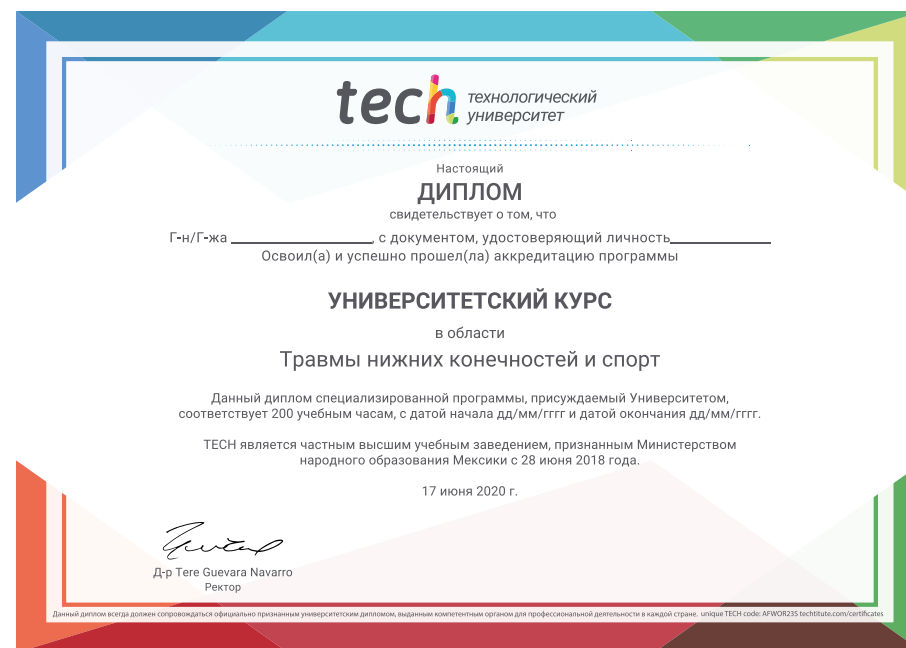 tech технологический
университет
Настоящий
ДИПЛОМ
свидетельствует о том, что
Г-н/Г-жа ____________________, с документом, удостоверяющий личность______________
Освоил(а) и успешно прошел(ла) аккредитацию программы
УНИВЕРСИТЕТСКИЙ КУРС
в области
Травмы нижних конечностей и спорт
Данный диплом специализированной программы, присуждаемый Университетом,
соответствует 200 учебным часам, с датой начала дд/мм/гггг и датой окончания дд/мм/гггг.
TECH является частным высшим учебным заведением, признанным Министерством
народного образования Мексики с 28 июня 2018 года.
17 июня 2020 г.
Д-р Tere Guevara Navarro
Ректор
Данный диплом всегда должен сопровождаться официально признанным университетским дипломом, выданным компетентным органом для профессиональной деятельности в каждой стране. unique TECH code: AFWOR23S techtitute.com/certificates